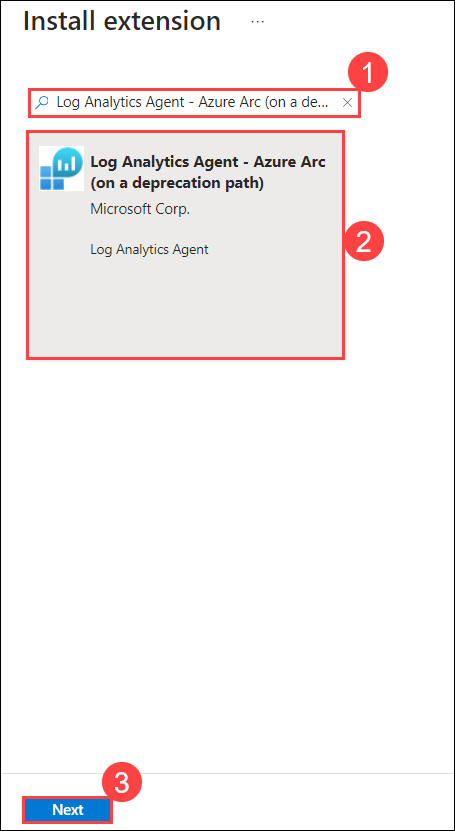 Install extension ...
1
Log Analytics Agent - Azure Arc (on a de... ×
Log Analytics Agent - Azure Arc
(on a deprecation path)
Microsoft Corp.
2
Log Analytics Agent
3
Next